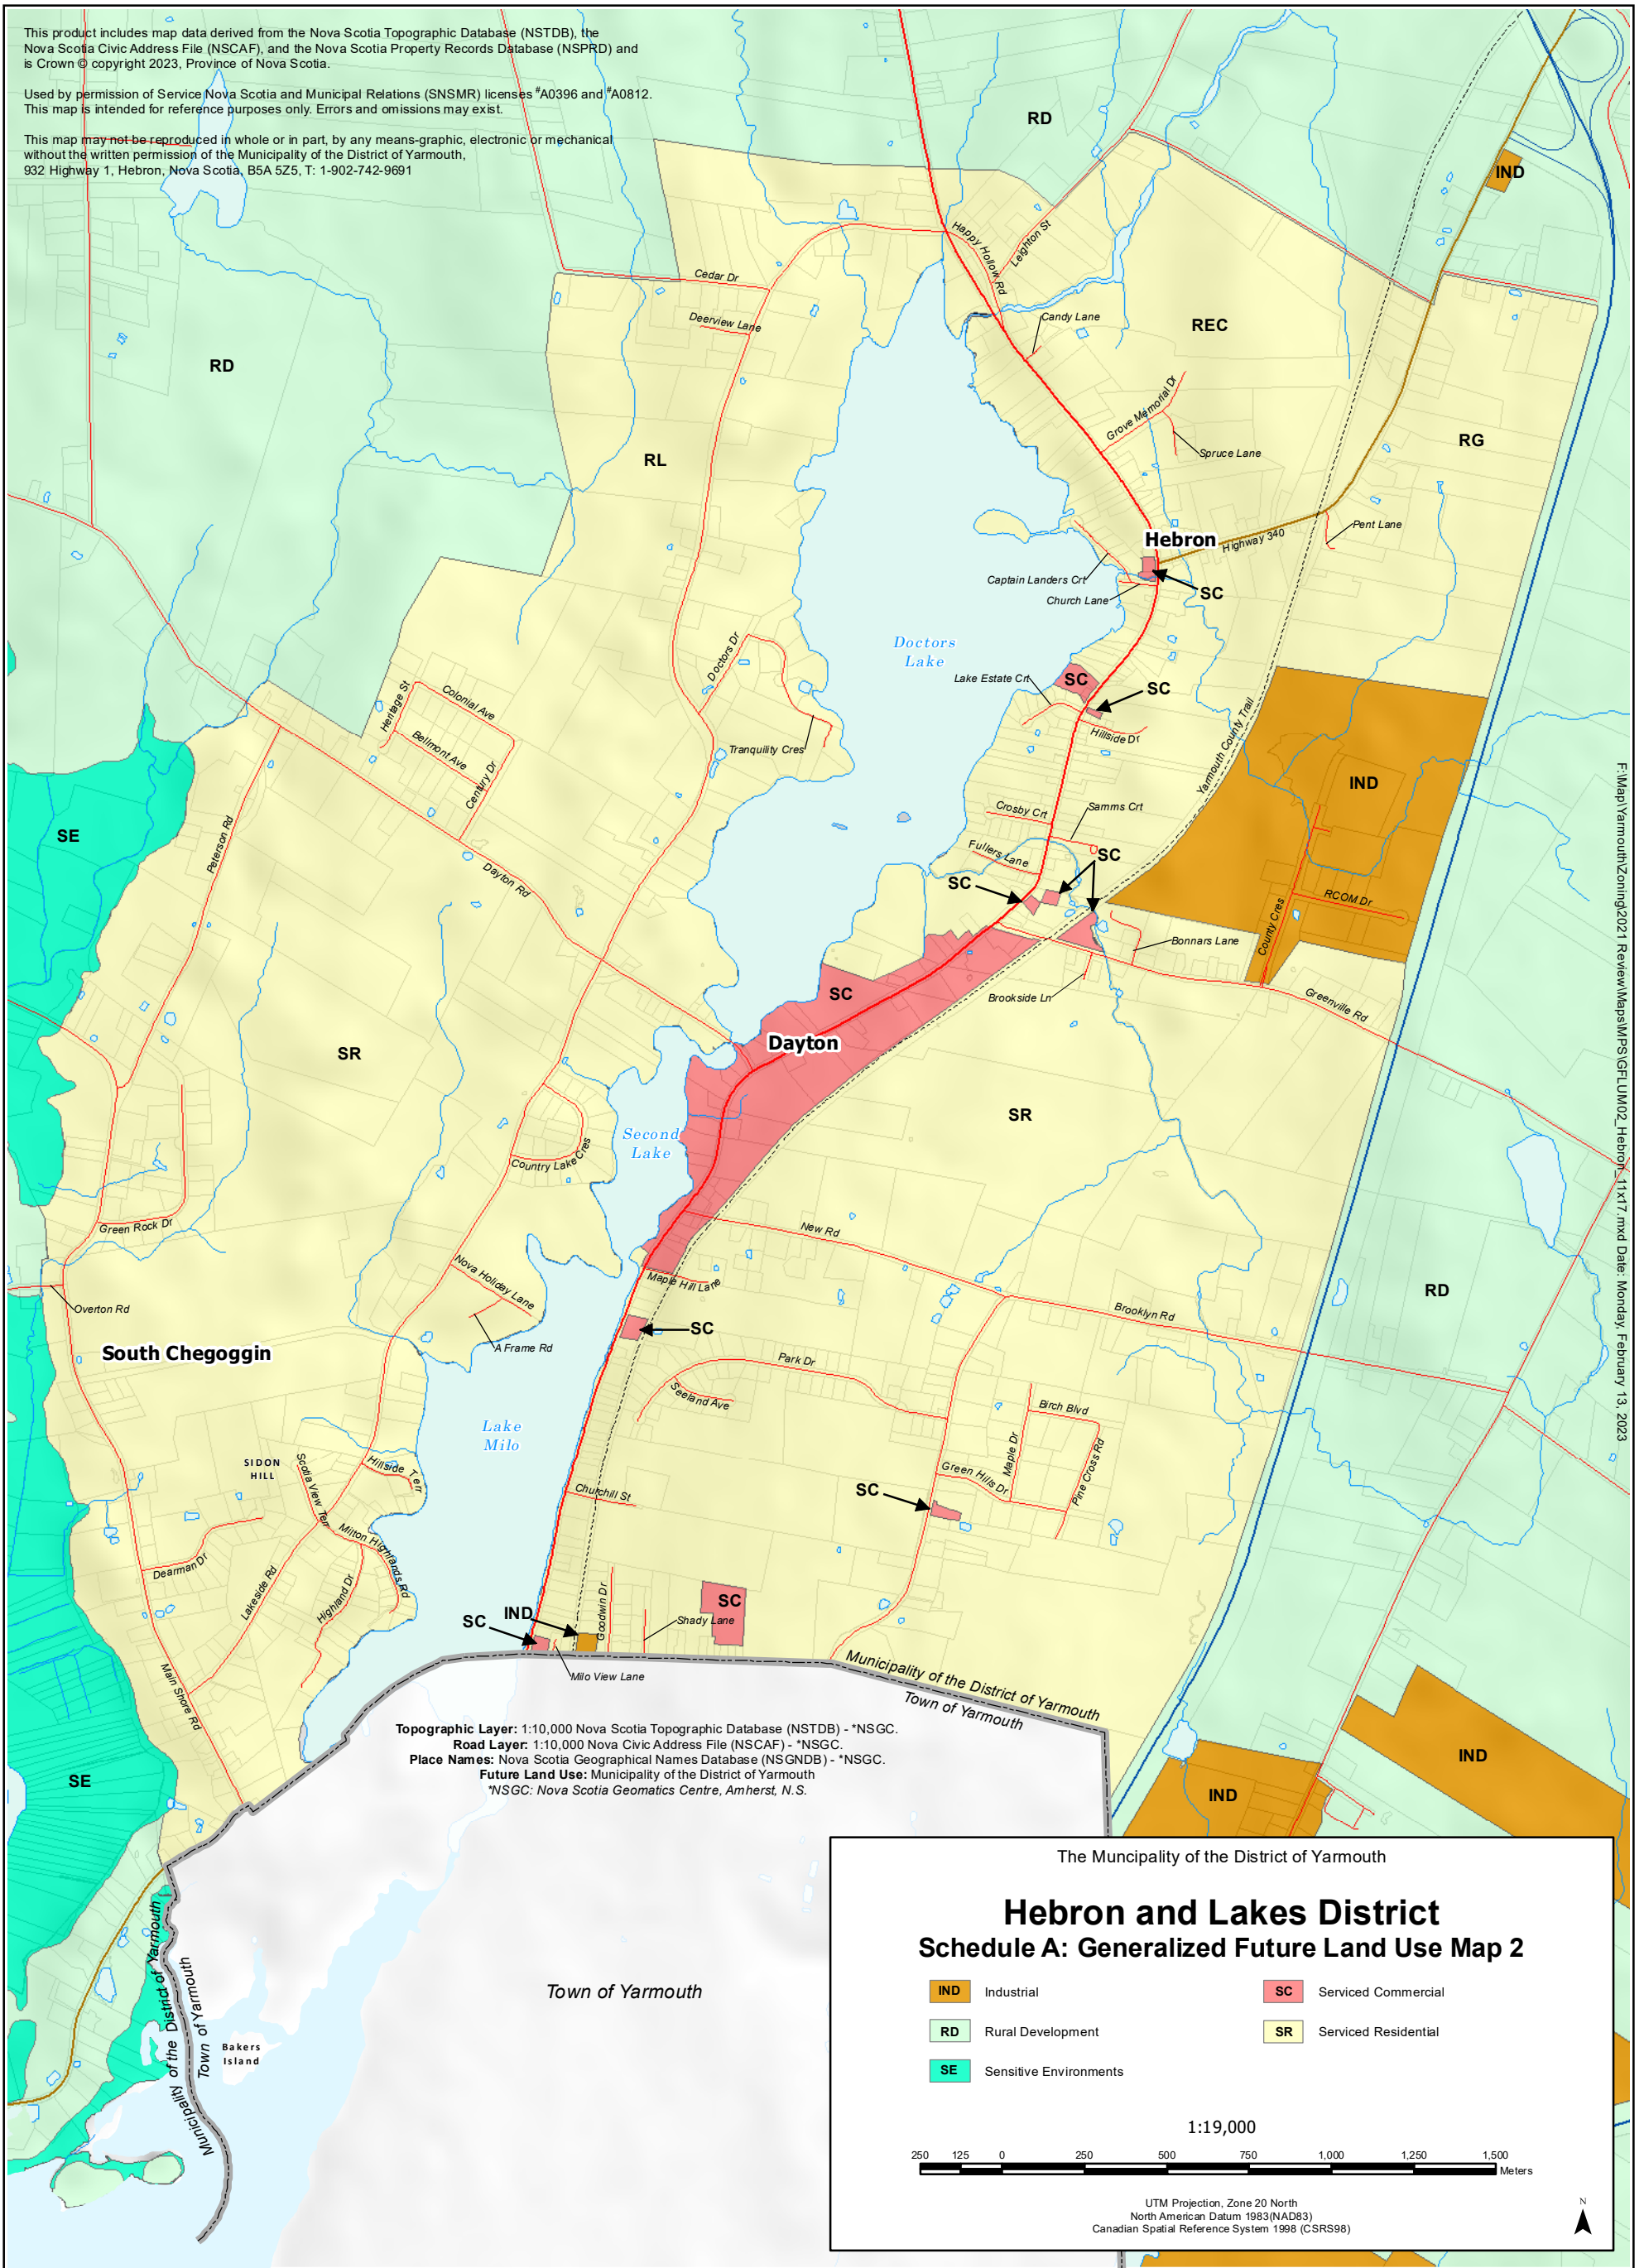 This product includes map data derived from the Nova Scotia Topographic Database (NSTDB), the
Nova Scotia Civic Address File (NSCAF), and the Nova Scotia Property Records Database (NSPRD) and
is Crown © copyright 2023, Province of Nova Scotia.
Used by permission of Service Nova Scotia and Municipal Relations (SNSMR) licenses #A0396 and #A0812.
This map is intended for reference purposes only. Errors and omissions may exist.
This map may not be reproduced in whole or in part, by any means-graphic, electronic or mechanical
without the written permission of the Municipality of the District of Yarmouth,
932 Highway 1, Hebron, Nova Scotia, B5A 5Z5, T: 1-902-742-9691
RD
IND
Happy Hollow Rd
Leighton St
Cedar Dr
Deerview Lane
Candy Lane
REC
RD
Grove Memorial Dr
Spruce Lane
RG
RL
Pent Lane
Hebron
Highway 340
Captain Landers Crt
Church Lane
SC
Doctors
Lake
Doctors Dr
Lake Estate Crt
SC
SC
Heritage St
Colonial Ave
Bellmont Ave
Century Dr
Tranquility Cres
Hillside Dr
Yarmouth County Trail
IND
SE
Peterson Rd
Crosby Crt
Samms Crt
Fullers Lane
SC
SC
Dayton Rd
RCOM Dr
County Cres
Bonnars Lane
Brookside Ln
Greenville Rd
SC
Dayton
SR
SR
Second
Lake
Country Lake Cres
Green Rock Dr
New Rd
Nova Holiday Lane
Maple Hill Lane
Overton Rd
A Frame Rd
SC
Brooklyn Rd
RD
South Chegoggin
Park Dr
Seeland Ave
Birch Blvd
Maple Dr
Pine Cross Rd
Green Hills Dr
Lake
Milo
SIDON
HILL
Scotia View Terr
Hillside Terr
Churchill St
SC
Milton Highlands Rd
Dearman Dr
Lakeside Rd
Highland Dr
Main Shore Rd
Goodwin Dr
SC
IND
SC
Shady Lane
Milo View Lane
Municipality of the District of Yarmouth
Town of Yarmouth
SE
IND
IND
F:\Map\Yarmouth\Zoning\2021 Review\Maps\MPS\GFLUM02_Hebron_11x17.mxd Date: Monday, February 13, 2023
Topographic Layer: 1:10,000 Nova Scotia Topographic Database (NSTDB) - *NSGC.
Road Layer: 1:10,000 Nova Civic Address File (NSCAF) - *NSGC.
Place Names: Nova Scotia Geographical Names Database (NSGNDB) - *NSGC.
Future Land Use: Municipality of the District of Yarmouth
*NSGC: Nova Scotia Geomatics Centre, Amherst, N.S.
Municipality of the District of Yarmouth
Town of Yarmouth
Bakers
Island
Town of Yarmouth
The Muncipality of the District of Yarmouth
Hebron and Lakes District
Schedule A: Generalized Future Land Use Map 2
IND Industrial
SC Serviced Commercial
RD Rural Development
SR Serviced Residential
SE Sensitive Environments
1:19,000
250 125 0 250 500 750 1,000 1,250 1,500
Meters
UTM Projection, Zone 20 North
North American Datum 1983(NAD83)
Canadian Spatial Reference System 1998 (CSRS98)
N